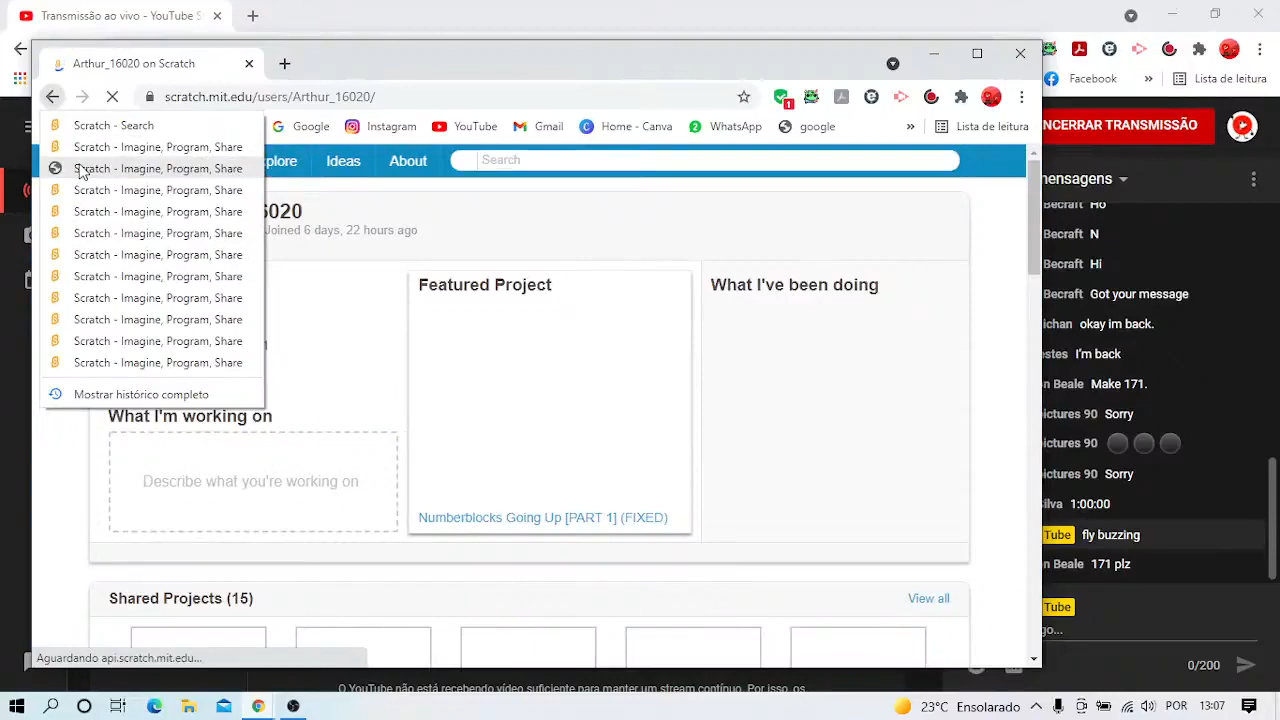 Transmissão ao vivo - YouTube S
Arthur_16020 on Scratch
scratch.mit.edu/users/Arthur_16020/
1
Facebook
»
Lista de leitura
Scratch - Search
Scratch - Imagine, Program, Share
Scratch - Imagine, Program, Share
Scratch - Imagine, Program, Share
Scratch - Imagine, Program, Share
Scratch - Imagine, Program, Share
Scratch - Imagine, Program, Share
Scratch - Imagine, Program, Share
Scratch - Imagine, Program, Share
Scratch - Imagine, Program, Share
Scratch - Imagine, Program, Share
Scratch - Imagine, Program, Share
Mostrar histórico completo
Google
Instagram
YouTube
Gmail
Home - Canva
WhatsApp
google
»
Lista de leitura
plore
Ideas
About
Search
6020
Joined 6 days, 22 hours ago
Featured Project
What I've been doing
What I'm working on
Describe what you're working on
Numberblocks Going Up [PART 1] (FIXED)
Shared Projects (15)
View all
Aguardando api.scratch.mit.edu...
NCERRAR TRANSMISSÃO
mensagens
Becraft Ho
Becraft N
Becraft Hi
Becraft Got your message
ichan okay im back.
estes I'm back
n Beale Make 171.
pictures 90 Sorry
ictures 90
ictures 90 Sorry
ilva 1:00:00
Tube fly buzzing
n Beale 171 plz
Tube
go...
0/200
O YouTube não está recebendo vídeo suficiente para manter um stream contínuo. Por isso, os
23°C Ensolarado
POR
13:07